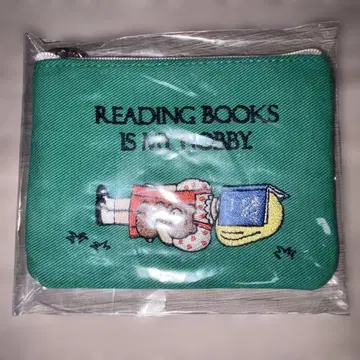 READING BOOKS
IS MY HOBBY.